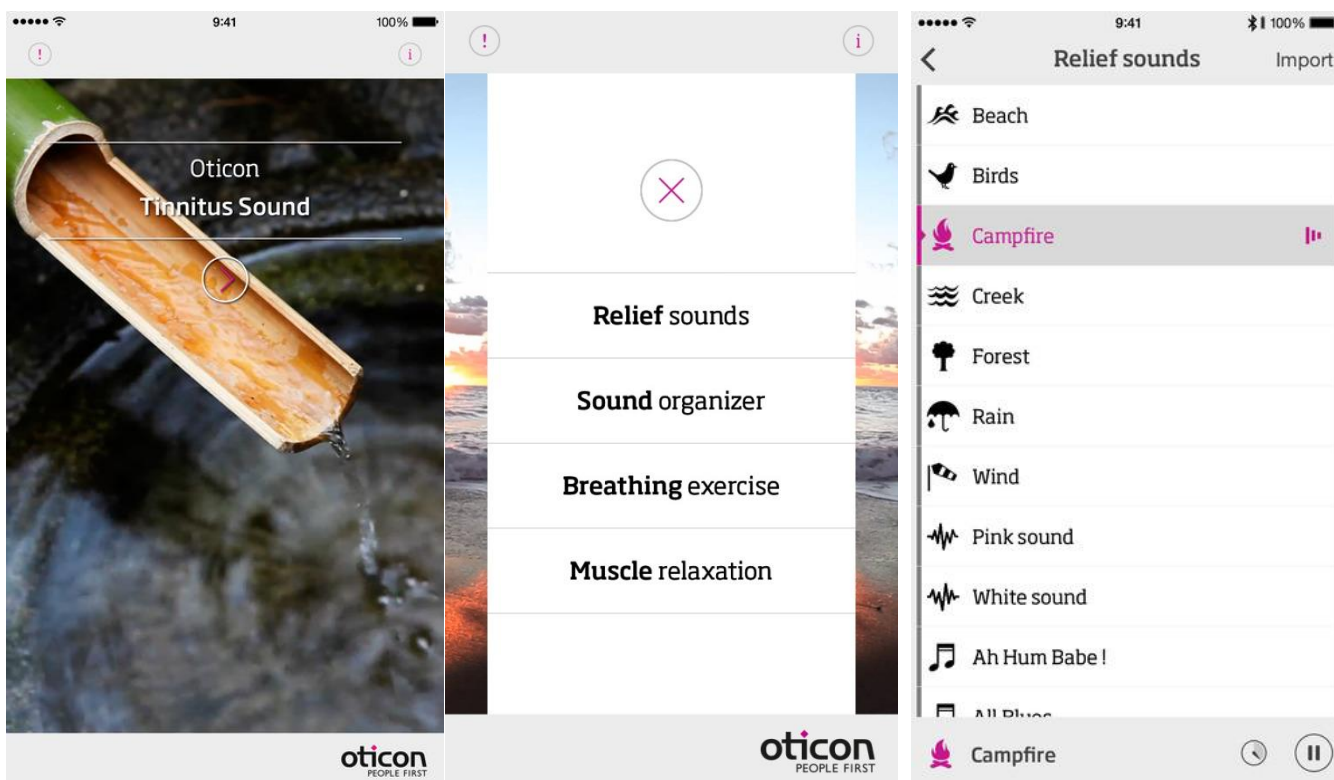 9:41
100%
!
i
Oticon
Tinnitus Sound
oticon
PEOPLE FIRST
!
i
Relief sounds
Sound organizer
Breathing exercise
Muscle relaxation
oticon
PEOPLE FIRST
9:41
100%
Relief sounds
Import
Beach
Birds
Campfire
Creek
Forest
Rain
Wind
Pink sound
White sound
Ah Hum Babe !
All Blues
Campfire